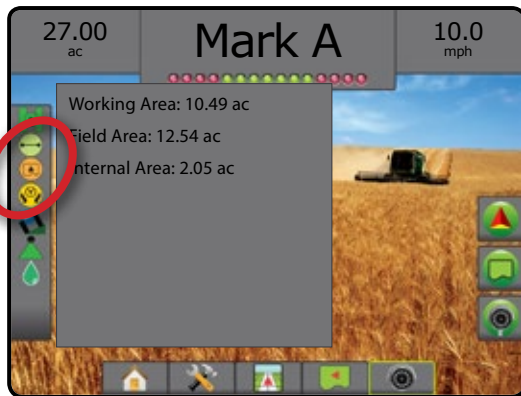 27.00
ac
Mark A
10.0
mph
Working Area: 10.49 ac
Field Area: 12.54 ac
Internal Area: 2.05 ac